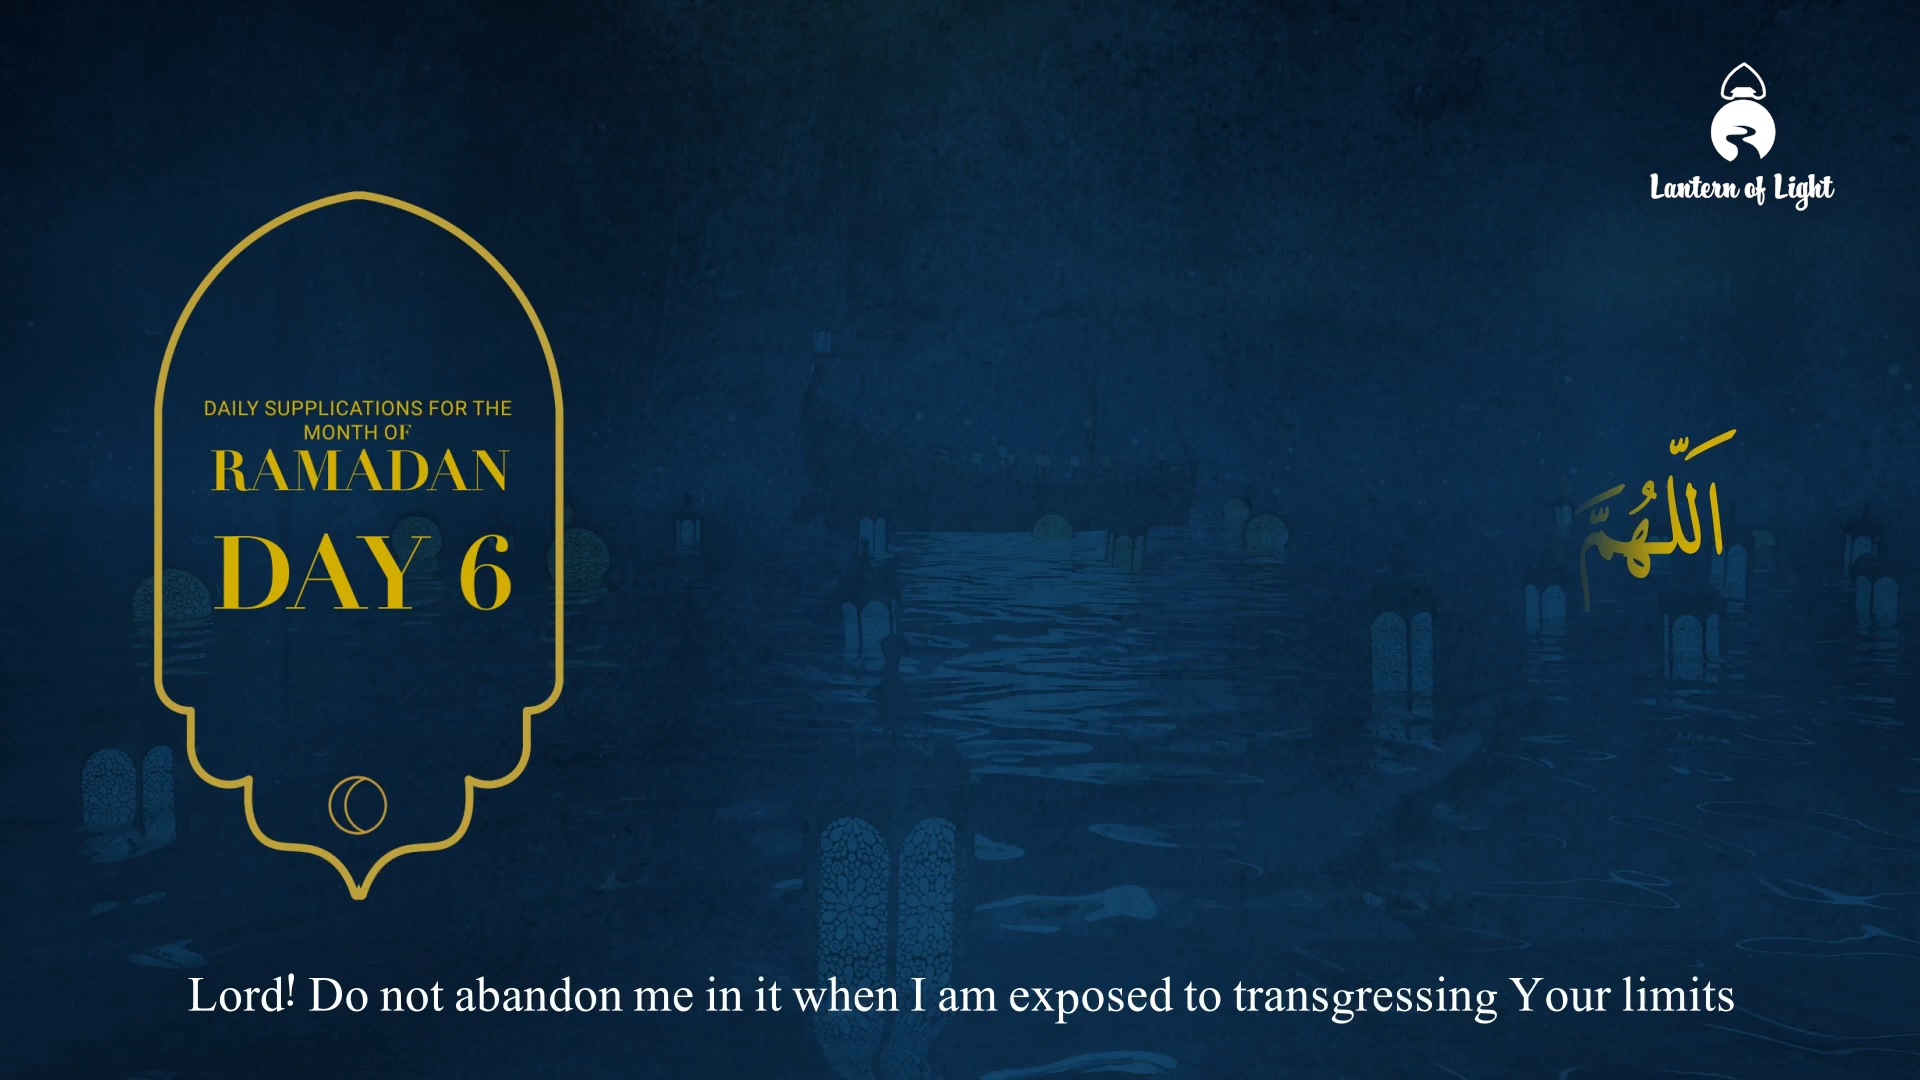 Lantern of Light
DAILY SUPPLICATIONS FOR THE
MONTH OF
RAMADAN
DAY 6
اَللّٰهُمَّ
Lord! Do not abandon me in it when I am exposed to transgressing Your limits